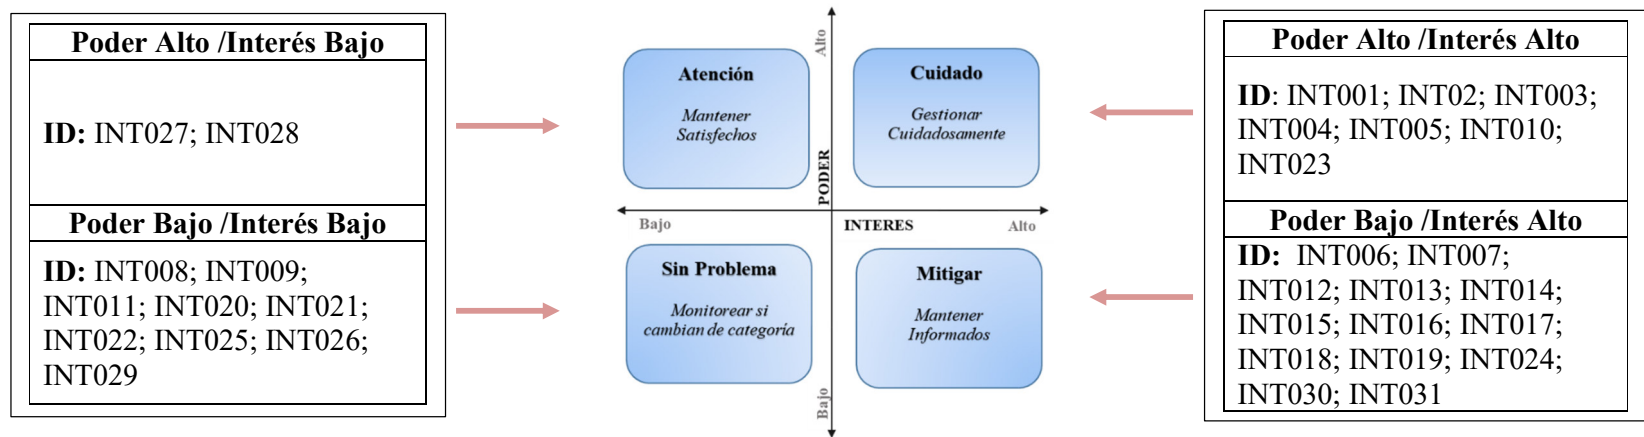 Poder Alto /Interés Bajo
ID: INT027; INT028
Poder Bajo /Interés Bajo
ID: INT008; INT009;
INT011; INT020; INT021;
INT022; INT025; INT026;
INT029
Alto
Atención
Mantener
Satisfechos
Cuidado
Gestionar
Cuidadosamente
PODER
Bajo
INTERES
Alto
Sin Problema
Monitorear si
cambian de categoría
Mitigar
Mantener
Informados
Bajo
Poder Alto /Interés Alto
ID: INT001; INT02; INT003;
INT004; INT005; INT010;
INT023
Poder Bajo /Interés Alto
ID: INT006; INT007;
INT012; INT013; INT014;
INT015; INT016; INT017;
INT018; INT019; INT024;
INT030; INT031